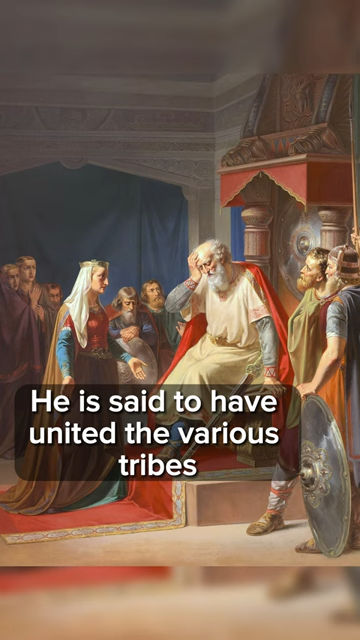 He is said to have
united the various
tribes